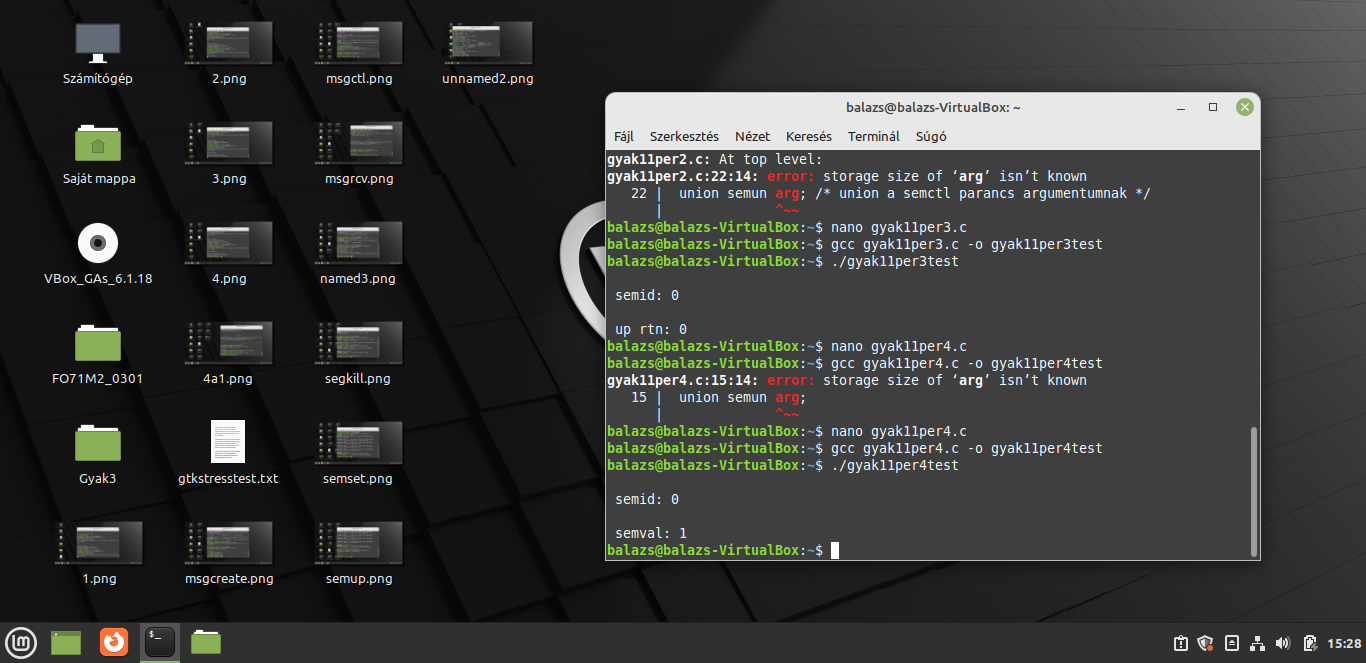 Számítógép
2.png
msgctl.png
unnamed2.png
Saját mappa
3.png
msgrcv.png
VBox_GAs_6.1.18
4.png
named3.png
FO71M2_0301
4a1.png
segkill.png
Gyak3
gtkstresstest.txt
semset.png
1.png
msgcreate.png
semup.png
balazs@balazs-VirtualBox: ~
Fájl Szerkesztés Nézet Keresés Terminál Súgó
gyak11per2.c: At top level:
gyak11per2.c:22:14: error: storage size of ‘arg’ isn’t known
   22 |  union semun arg; /* union a semctl parancs argumentumnak */
      |              ^~~
balazs@balazs-VirtualBox:~$ nano gyak11per3.c
balazs@balazs-VirtualBox:~$ gcc gyak11per3.c -o gyak11per3test
balazs@balazs-VirtualBox:~$ ./gyak11per3test
 semid: 0
 up rtn: 0
balazs@balazs-VirtualBox:~$ nano gyak11per4.c
balazs@balazs-VirtualBox:~$ gcc gyak11per4.c -o gyak11per4test
gyak11per4.c:15:14: error: storage size of ‘arg’ isn’t known
   15 |  union semun arg;
      |              ^~~
balazs@balazs-VirtualBox:~$ nano gyak11per4.c
balazs@balazs-VirtualBox:~$ gcc gyak11per4.c -o gyak11per4test
balazs@balazs-VirtualBox:~$ ./gyak11per4test
 semid: 0
 semval: 1
balazs@balazs-VirtualBox:~$
15:28